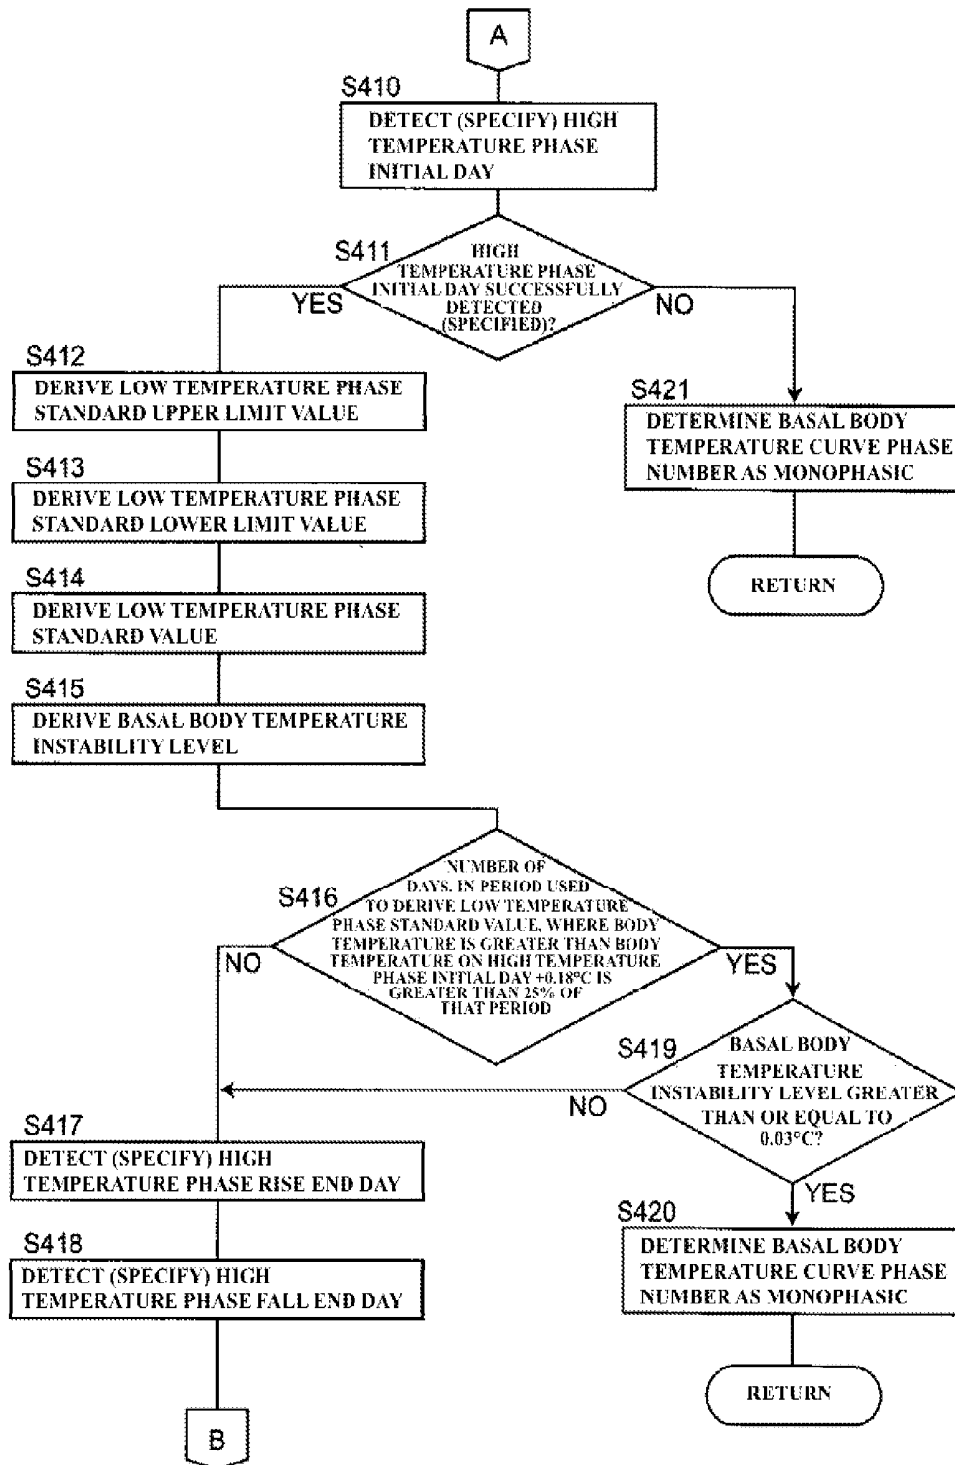 A
S410
DETECT (SPECIFY) HIGH
TEMPERATURE PHASE
INITIAL DAY
S411
HIGH
TEMPERATURE PHASE
INITIAL DAY SUCCESSFULLY
DETECTED
(SPECIFIED)?
YES
NO
S412
DERIVE LOW TEMPERATURE PHASE
STANDARD UPPER LIMIT VALUE
S421
DETERMINE BASAL BODY
TEMPERATURE CURVE PHASE
NUMBER AS MONOPHASIC
S413
DERIVE LOW TEMPERATURE PHASE
STANDARD LOWER LIMIT VALUE
RETURN
S414
DERIVE LOW TEMPERATURE PHASE
STANDARD VALUE
S415
DERIVE BASAL BODY TEMPERATURE
INSTABILITY LEVEL
S416
NUMBER OF
DAYS, IN PERIOD USED
TO DERIVE LOW TEMPERATURE
PHASE STANDARD VALUE, WHERE BODY
TEMPERATURE IS GREATER THAN BODY
TEMPERATURE ON HIGH TEMPERATURE
PHASE INITIAL DAY +0.18°C IS
GREATER THAN 25% OF
THAT PERIOD
NO
YES
S419
BASAL BODY
TEMPERATURE
INSTABILITY LEVEL GREATER
THAN OR EQUAL TO
0.03°C?
NO
YES
S417
DETECT (SPECIFY) HIGH
TEMPERATURE PHASE RISE END DAY
S420
DETERMINE BASAL BODY
TEMPERATURE CURVE PHASE
NUMBER AS MONOPHASIC
S418
DETECT (SPECIFY) HIGH
TEMPERATURE PHASE FALL END DAY
RETURN
B